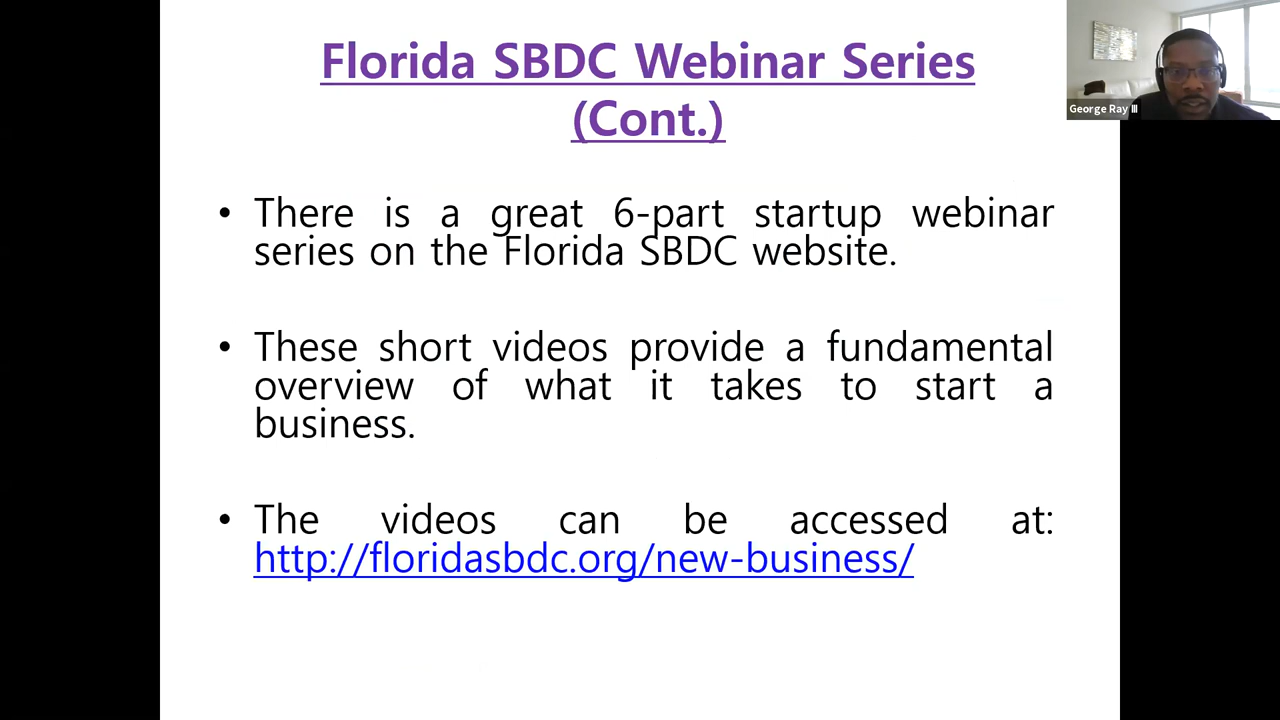 Florida SBDC Webinar Series
(Cont.)
George Ray III
• There is a great 6-part startup webinar
series on the Florida SBDC website.
• These short videos provide a fundamental
overview of what it takes to start a
business.
• The videos can be accessed at:
http://floridasbdc.org/new-business/